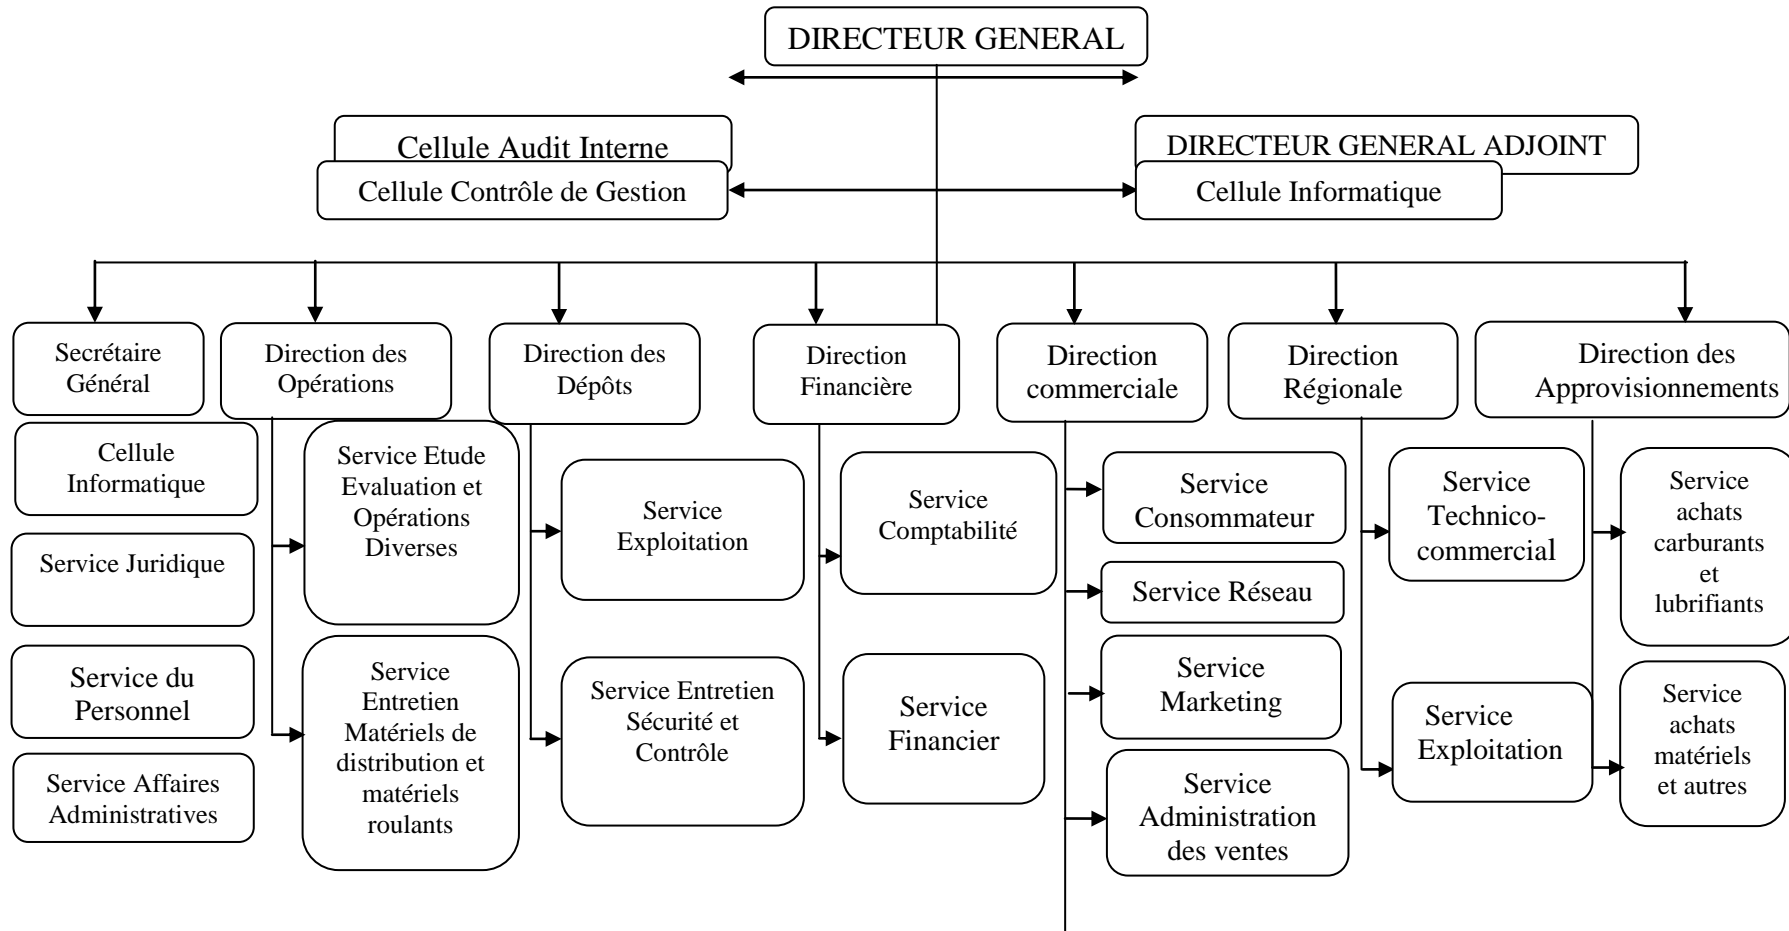 DIRECTEUR GENERAL
Cellule Audit Interne
DIRECTEUR GENERAL ADJOINT
Cellule Contrôle de Gestion
Cellule Informatique
Secrétaire
Général
Direction des
Opérations
Direction des
Dépôts
Direction
Financière
Direction
commerciale
Direction
Régionale
Direction des
Approvisionnements
Cellule
Informatique
Service Juridique
Service du
Personnel
Service Affaires
Administratives
Service Etude
Evaluation et
Opérations
Diverses
Service
Entretien
Matériels de
distribution et
matériels
roulants
Service
Exploitation
Service Entretien
Sécurité et
Contrôle
Service
Comptabilité
Service
Financier
Service
Consommateur
Service Réseau
Service
Marketing
Service
Administration
des ventes
Service
Technico-
commercial
Service
Exploitation
Service
achats
carburants
et
lubrifiants
Service
achats
matériels
et autres